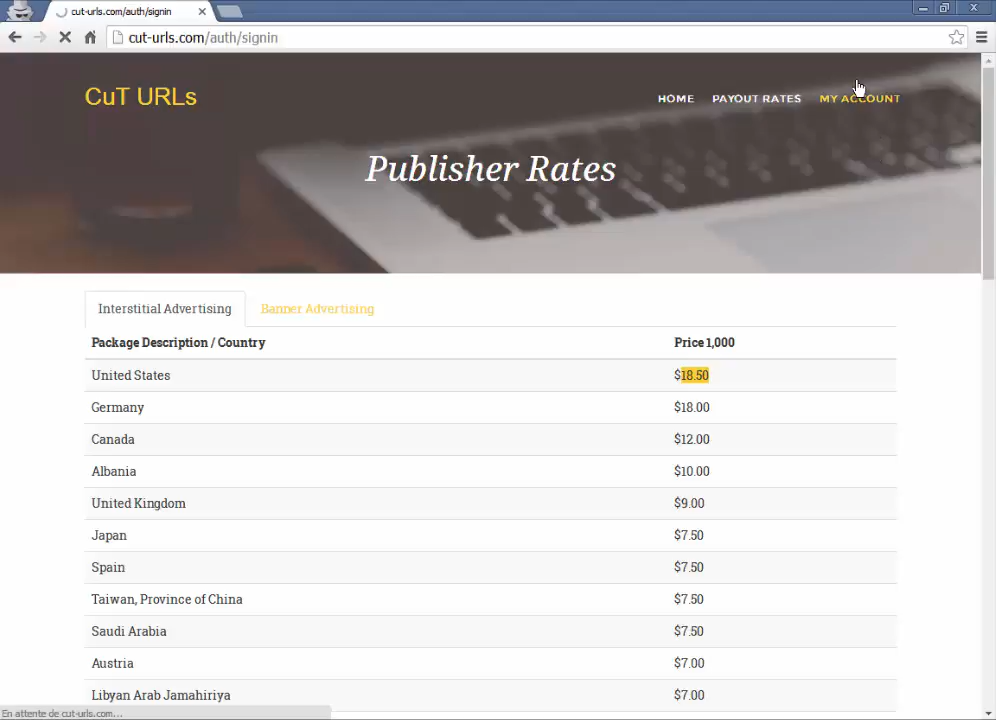 cut-urls.com/auth/signin
cut-urls.com/auth/signin
CuT URLs
HOME PAYOUT RATES MY ACCOUNT
Publisher Rates
Interstitial Advertising Banner Advertising
Package Description / Country Price 1,000
United States $18.50
Germany $18.00
Canada $12.00
Albania $10.00
United Kingdom $9.00
Japan $7.50
Spain $7.50
Taiwan, Province of China $7.50
Saudi Arabia $7.50
Austria $7.00
Libyan Arab Jamahiriya $7.00
En attente de cut-urls.com...